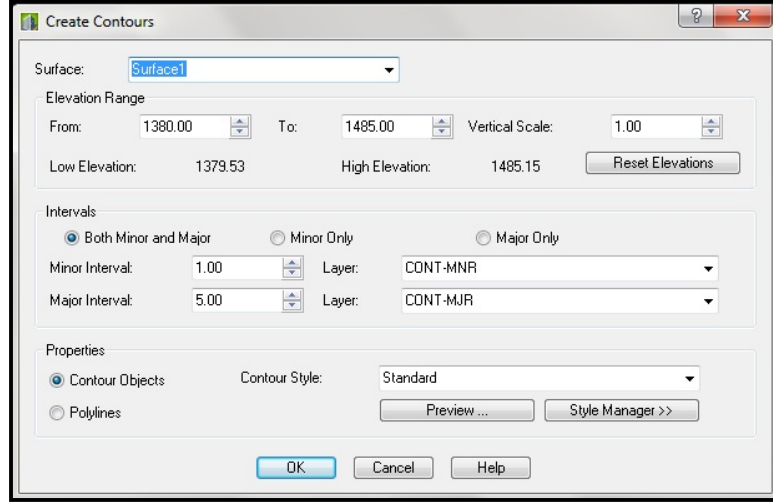 Create Contours
Surface: Surface1
Elevation Range
From: 1380.00 To: 1485.00 Vertical Scale: 1.00
Low Elevation: 1379.53 High Elevation: 1485.15 Reset Elevations
Intervals
Both Minor and Major Minor Only Major Only
Minor Interval: 1.00 Layer: CONT-MNR
Major Interval: 5.00 Layer: CONT-MJR
Properties
Contour Objects Contour Style: Standard
Polylines Preview ... Style Manager >>
OK Cancel Help